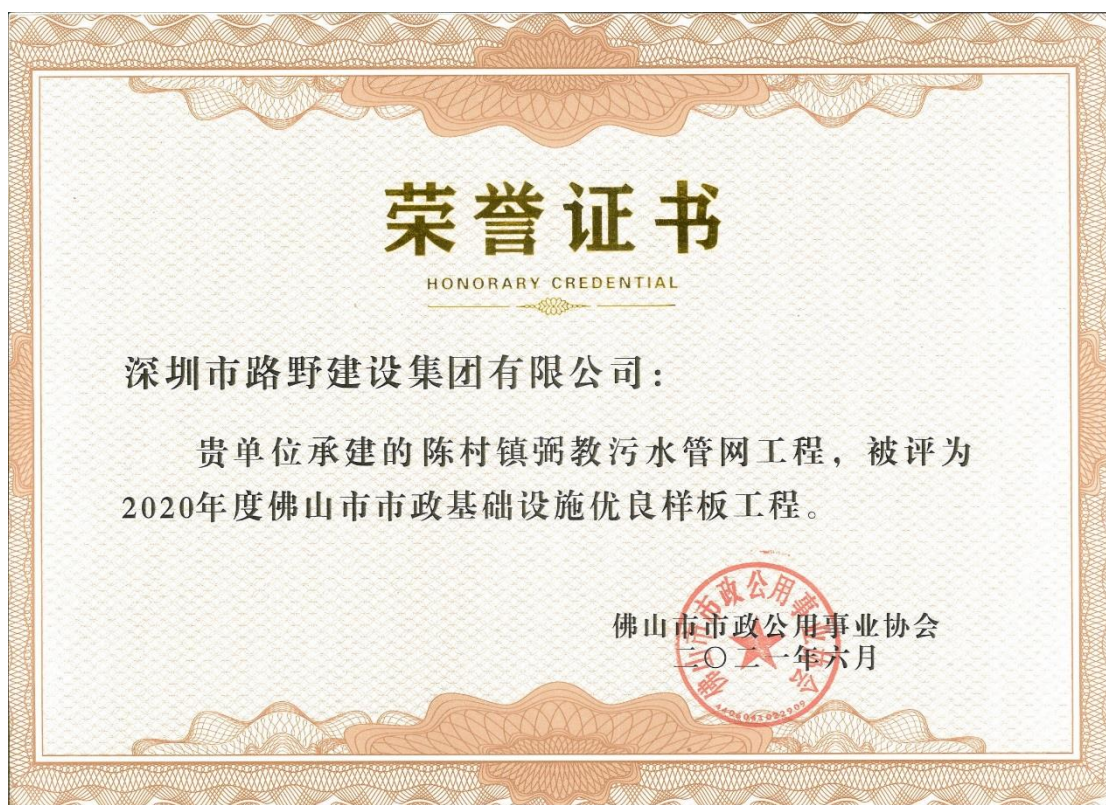 荣誉证书
HONORARY CREDENTIAL
深圳市路野建设集团有限公司：
贵单位承建的陈村镇弼教污水管网工程，被评为
2020年度佛山市市政基础设施优良样板工程。
佛山市市政公用事业协会
二〇二一年六月